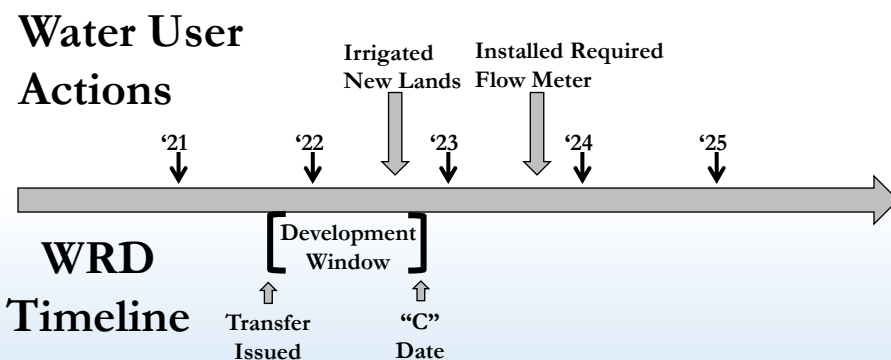 Water User
Actions
Irrigated
New Lands
Installed Required
Flow Meter
‘21
‘22
‘23
‘24
‘25
WRD
Timeline
Development
Window
Transfer
Issued
“C”
Date